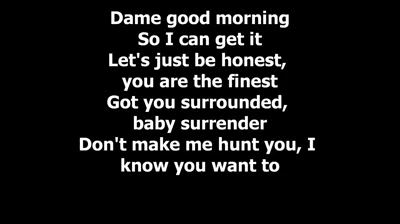 Dame good morning
So I can get it
Let's just be honest,
you are the finest
Got you surrounded,
baby surrender
Don't make me hunt you, I
know you want to